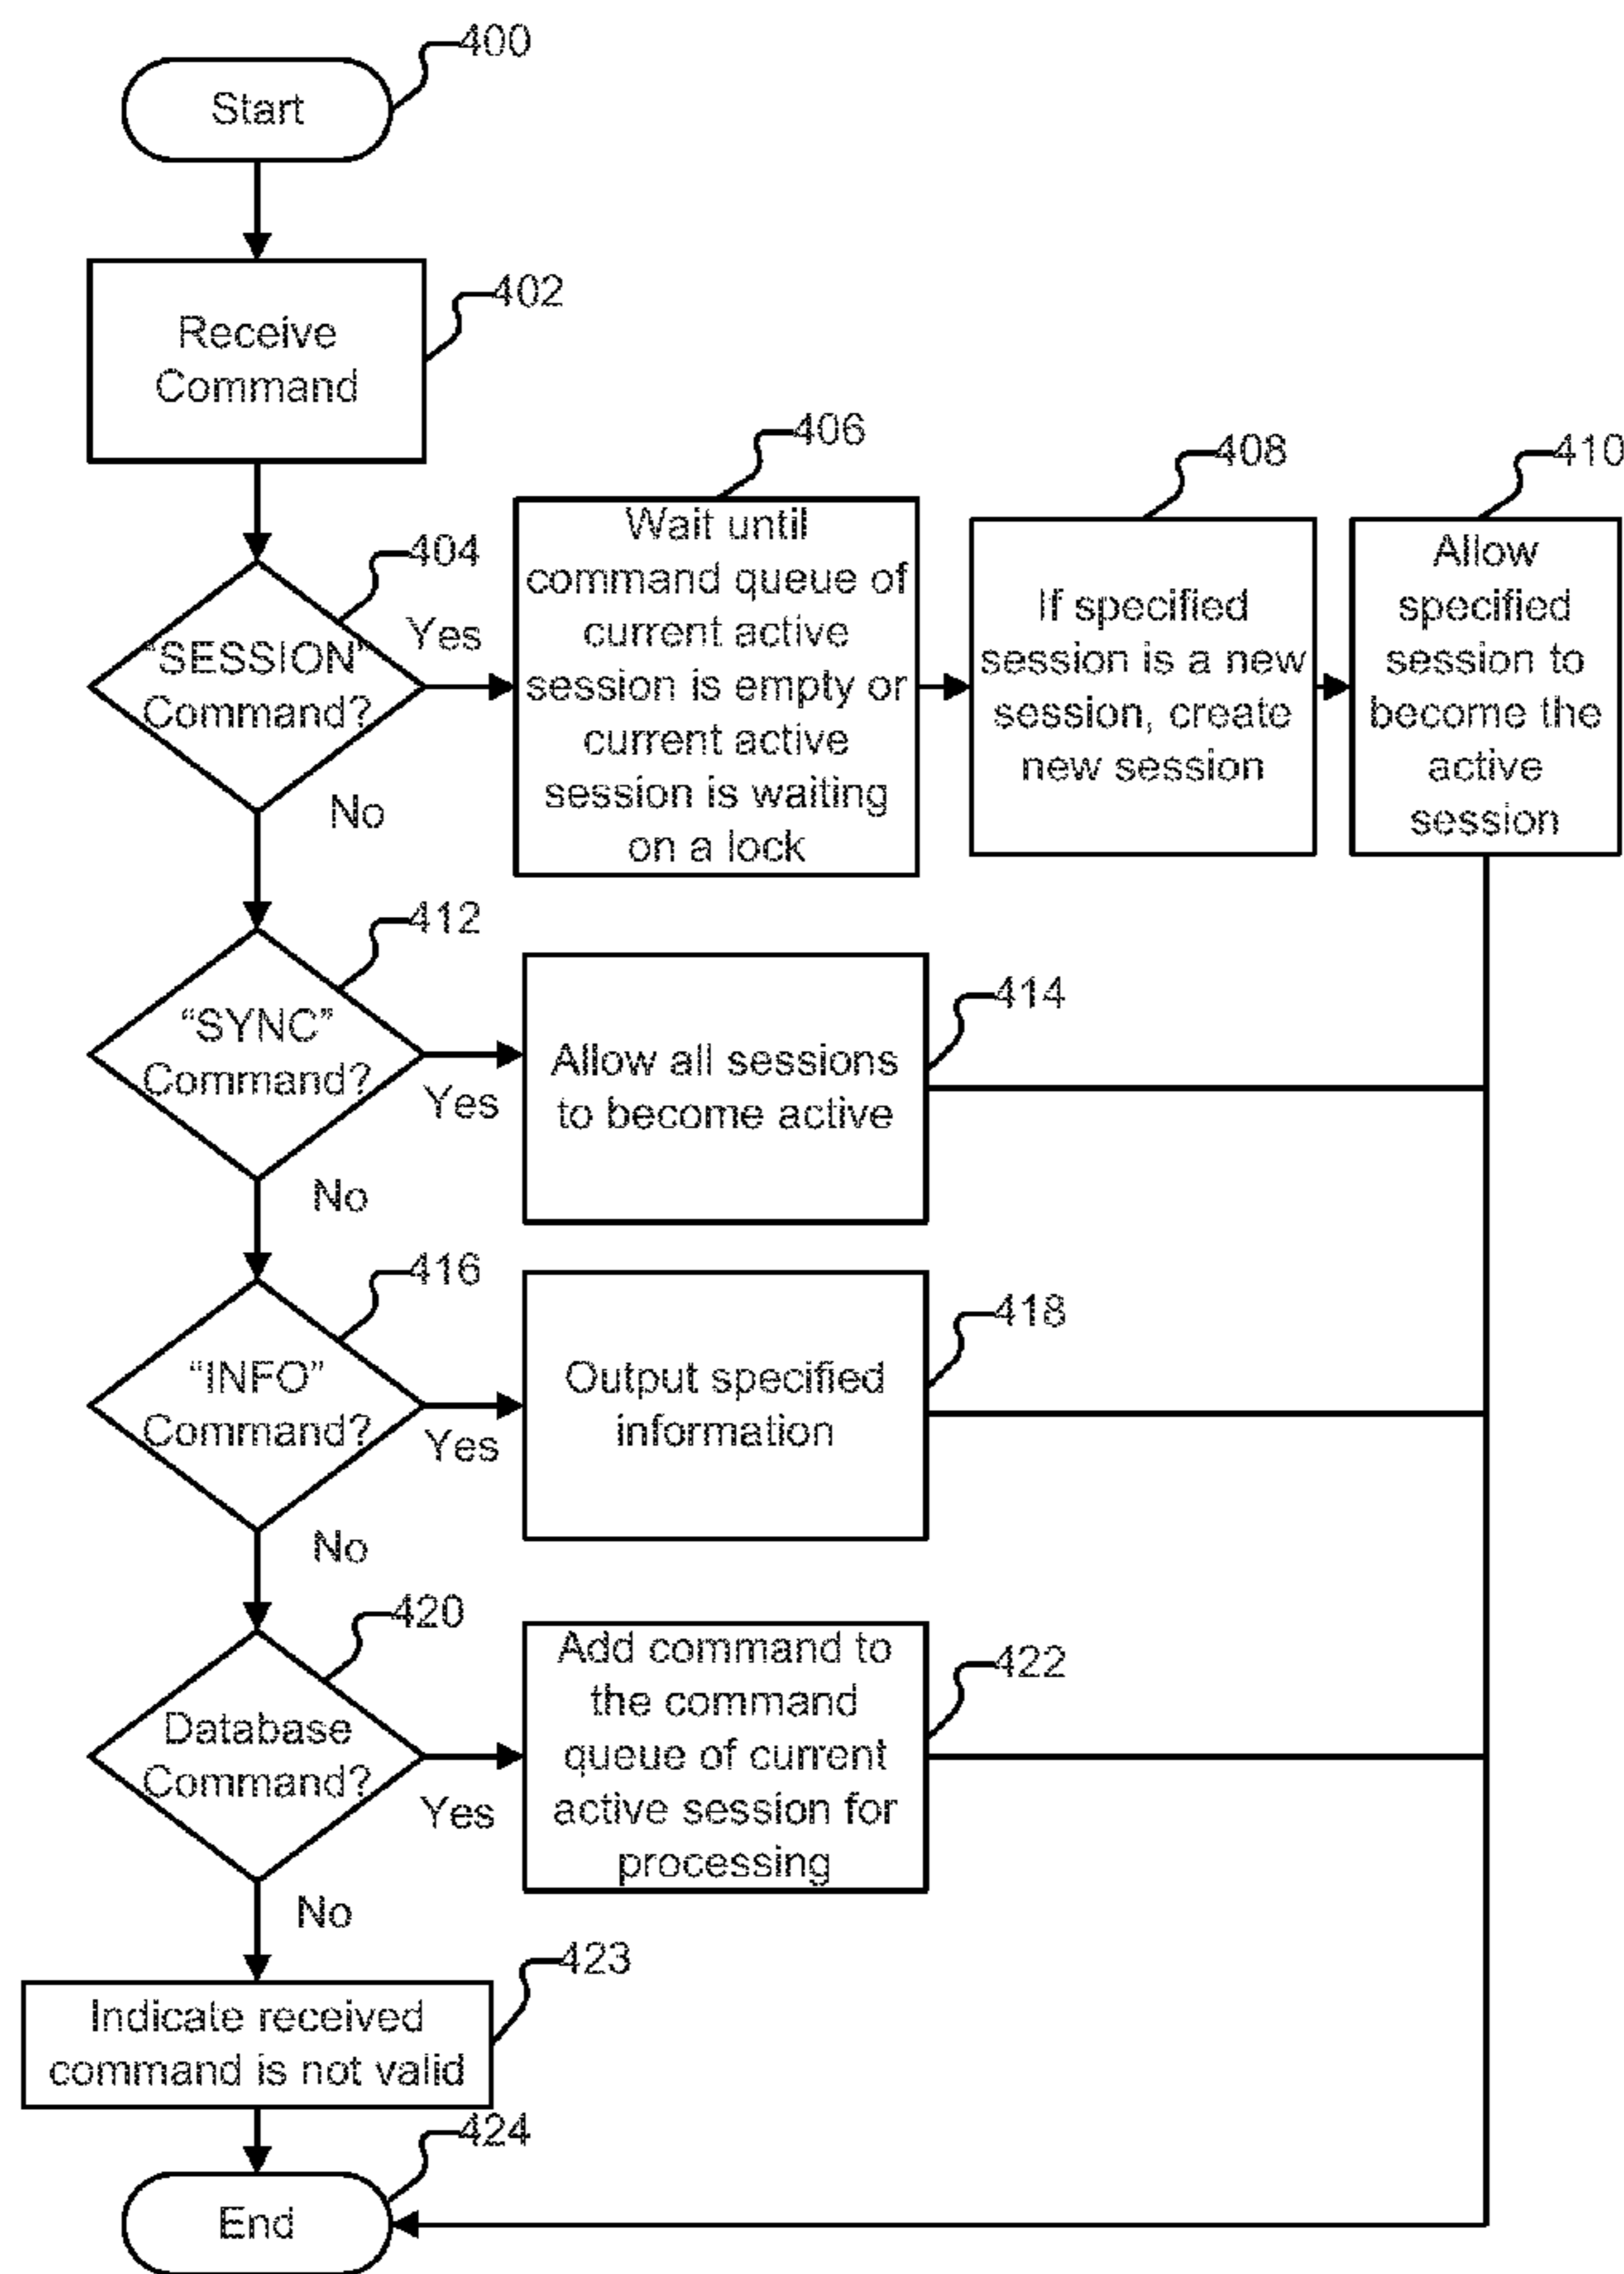 400
Start
402
Receive
Command
406
408
410
404
"SESSION"
Command?
Yes
No
Wait until
command queue of
current active
session is empty or
current active
session is waiting
on a lock
If specified
session is a new
session, create
new session
Allow
specified
session to
become the
active
session
412
“SYNC”
Command?
Yes
No
414
Allow all sessions
to become active
416
“INFO”
Command?
Yes
No
418
Output specified
information
420
Database
Command?
Yes
No
422
Add command to
the command
queue of current
active session for
processing
423
Indicate received
command is not valid
424
End